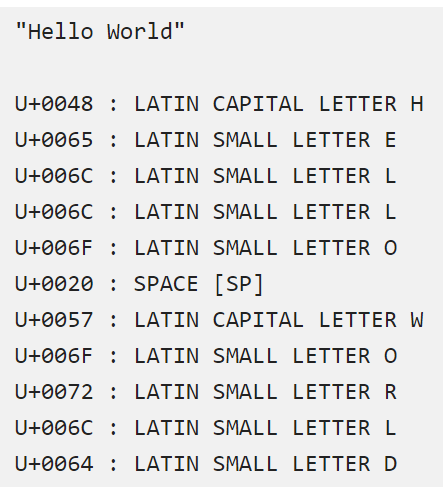 "Hello World"
U+0048 : LATIN CAPITAL LETTER H
U+0065 : LATIN SMALL LETTER E
U+006C : LATIN SMALL LETTER L
U+006C : LATIN SMALL LETTER L
U+006F : LATIN SMALL LETTER O
U+0020 : SPACE [SP]
U+0057 : LATIN CAPITAL LETTER W
U+006F : LATIN SMALL LETTER O
U+0072 : LATIN SMALL LETTER R
U+006C : LATIN SMALL LETTER L
U+0064 : LATIN SMALL LETTER D